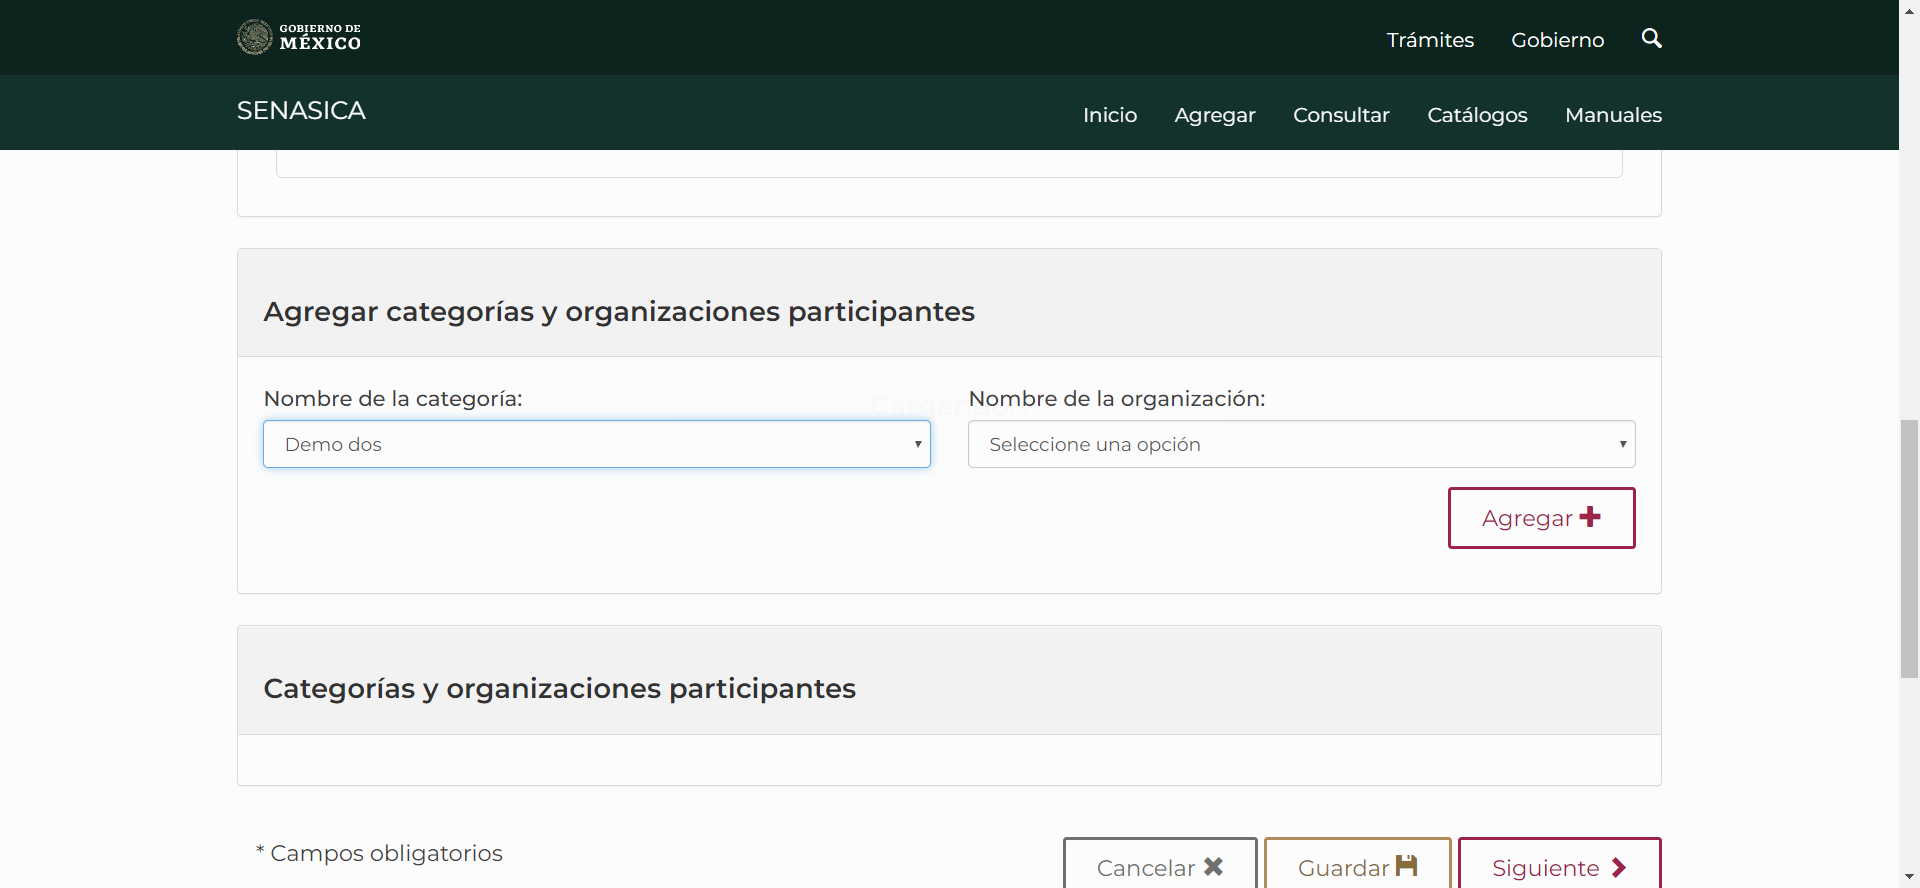 GOBIERNO DE
MÉXICO
Trámites Gobierno
SENASICA
Inicio Agregar Consultar Catálogos Manuales
Agregar categorías y organizaciones participantes
Nombre de la categoría: Nombre de la organización:
Demo dos Seleccione una opción
Agregar
Categorías y organizaciones participantes
* Campos obligatorios
Cancelar Guardar Siguiente